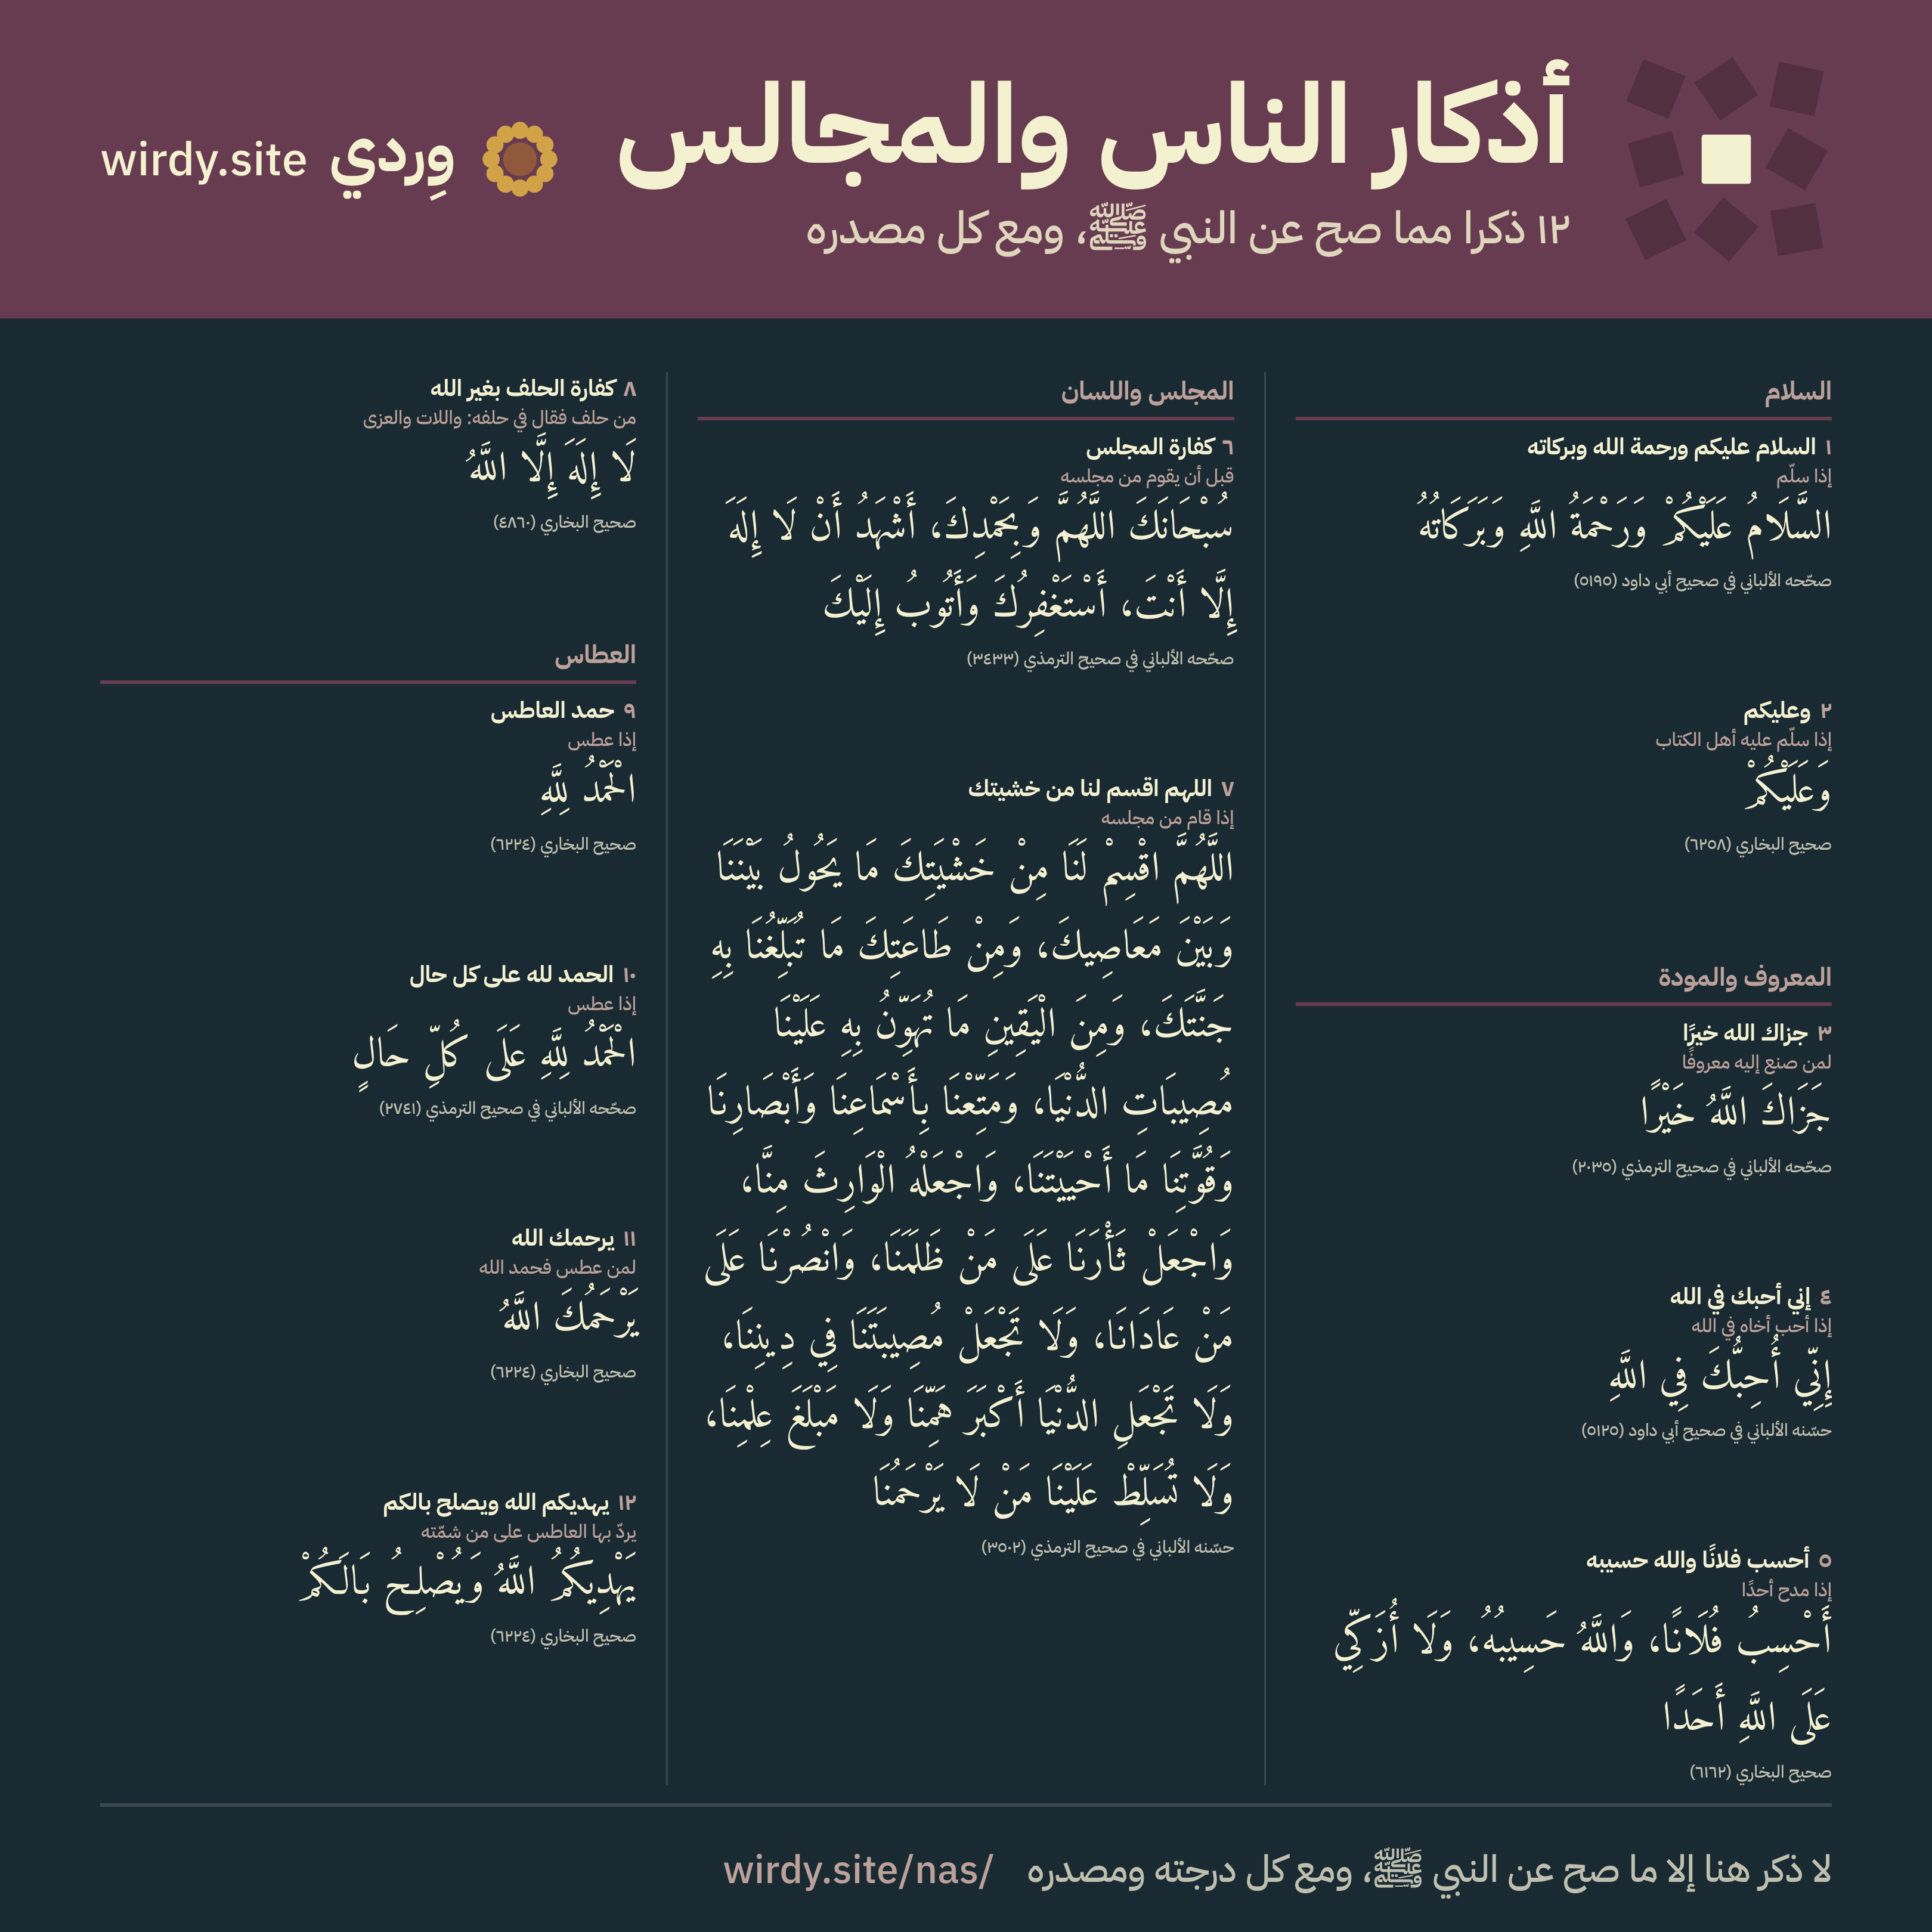 أذكار الناس والمجالس
١٢ ذكرا مما صح عن النبي ﷺ، ومع كل مصدره
وِردي wirdy.site
السلام
١ السلام عليكم ورحمة الله وبركاته
إذا سلّم
السَّلَامُ عَلَيْكُمْ وَرَحْمَةُ اللَّهِ وَبَرَكَاتُهُ
صحّحه الألباني في صحيح أبي داود (٥١٩٥)
٢ وعليكم
إذا سلّم عليه أهل الكتاب
وَعَلَيْكُمْ
صحيح البخاري (٦٢٥٨)
المعروف والمودة
٣ جزاك الله خيرًا
لمن صنع إليه معروفًا
جَزَاكَ اللَّهُ خَيْرًا
صحّحه الألباني في صحيح الترمذي (٢٠٣٥)
٤ إني أحبك في الله
إذا أحب أخاه في الله
إِنِّي أُحِبُّكَ فِي اللَّهِ
حسّنه الألباني في صحيح أبي داود (٥١٢٥)
٥ أحسب فلانًا والله حسيبه
إذا مدح أحدًا
أَحْسِبُ فُلَانًا، وَاللَّهُ حَسِيبُهُ، وَلَا أُزَكِّي
عَلَى اللَّهِ أَحَدًا
صحيح البخاري (٦١٦٢)
المجلس واللسان
٦ كفارة المجلس
قبل أن يقوم من مجلسه
سُبْحَانَكَ اللَّهُمَّ وَبِحَمْدِكَ، أَشْهَدُ أَنْ لَا إِلَهَ
إِلَّا أَنْتَ، أَسْتَغْفِرُكَ وَأَتُوبُ إِلَيْكَ
صحّحه الألباني في صحيح الترمذي (٣٤٣٣)
٧ اللهم اقسم لنا من خشيتك
إذا قام من مجلسه
اللَّهُمَّ اقْسِمْ لَنَا مِنْ خَشْيَتِكَ مَا يَحُولُ بَيْنَنَا
وَبَيْنَ مَعَاصِيكَ، وَمِنْ طَاعَتِكَ مَا تُبَلِّغُنَا بِهِ
جَنَّتَكَ، وَمِنَ الْيَقِينِ مَا تُهَوِّنُ بِهِ عَلَيْنَا
مُصِيبَاتِ الدُّنْيَا، وَمَتِّعْنَا بِأَسْمَاعِنَا وَأَبْصَارِنَا
وَقُوَّتِنَا مَا أَحْيَيْتَنَا، وَاجْعَلْهُ الْوَارِثَ مِنَّا،
وَاجْعَلْ ثَأْرَنَا عَلَى مَنْ ظَلَمَنَا، وَانْصُرْنَا عَلَى
مَنْ عَادَانَا، وَلَا تَجْعَلْ مُصِيبَتَنَا فِي دِينِنَا،
وَلَا تَجْعَلِ الدُّنْيَا أَكْبَرَ هَمِّنَا وَلَا مَبْلَغَ عِلْمِنَا،
وَلَا تُسَلِّطْ عَلَيْنَا مَنْ لَا يَرْحَمُنَا
حسّنه الألباني في صحيح الترمذي (٣٥٠٢)
٨ كفارة الحلف بغير الله
من حلف فقال في حلفه: واللات والعزى
لَا إِلَهَ إِلَّا اللَّهُ
صحيح البخاري (٤٨٦٠)
العطاس
٩ حمد العاطس
إذا عطس
الْحَمْدُ لِلَّهِ
صحيح البخاري (٦٢٢٤)
١٠ الحمد لله على كل حال
إذا عطس
الْحَمْدُ لِلَّهِ عَلَى كُلِّ حَالٍ
صحّحه الألباني في صحيح الترمذي (٢٧٤١)
١١ يرحمك الله
لمن عطس فحمد الله
يَرْحَمُكَ اللَّهُ
صحيح البخاري (٦٢٢٤)
١٢ يهديكم الله ويصلح بالكم
يردّ بها العاطس على من شمّته
يَهْدِيكُمُ اللَّهُ وَيُصْلِحُ بَالَكُمْ
صحيح البخاري (٦٢٢٤)
لا ذكر هنا إلا ما صح عن النبي ﷺ، ومع كل درجته ومصدره wirdy.site/nas/